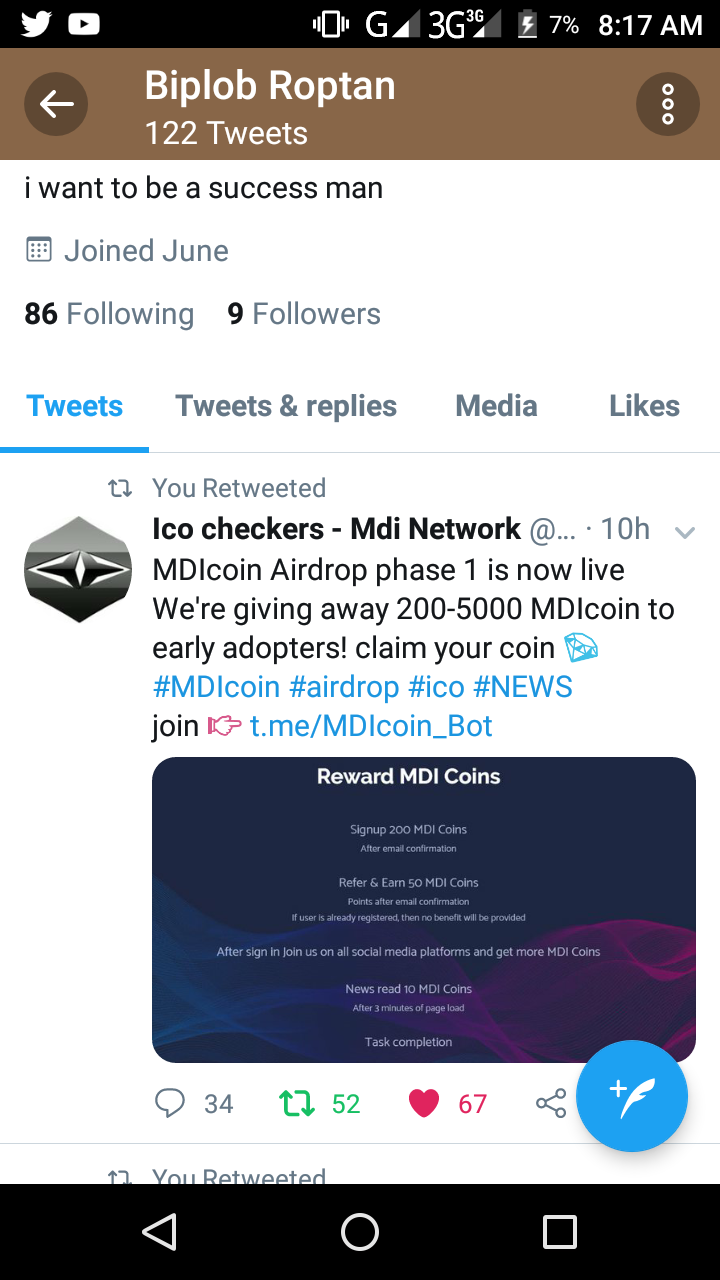 G 3G 3G 7% 8:17 AM
Biplob Roptan
122 Tweets
i want to be a success man
Joined June
86 Following 9 Followers
Tweets Tweets & replies Media Likes
You Retweeted
Ico checkers - Mdi Network @... · 10h
MDIcoin Airdrop phase 1 is now live
We're giving away 200-5000 MDIcoin to
early adopters! claim your coin
#MDIcoin #airdrop #ico #NEWS
join t.me/MDIcoin_Bot
Reward MDI Coins
Signup 200 MDI Coins
After email confirmation
Refer & Earn 50 MDI Coins
Points after email confirmation
If user is already registered, then no benefit will be provided
After sign in Join us on all social media platforms and get more MDI Coins
News read 10 MDI Coins
After 3 minutes of page load
Task completion
34 52 67
You Retweeted